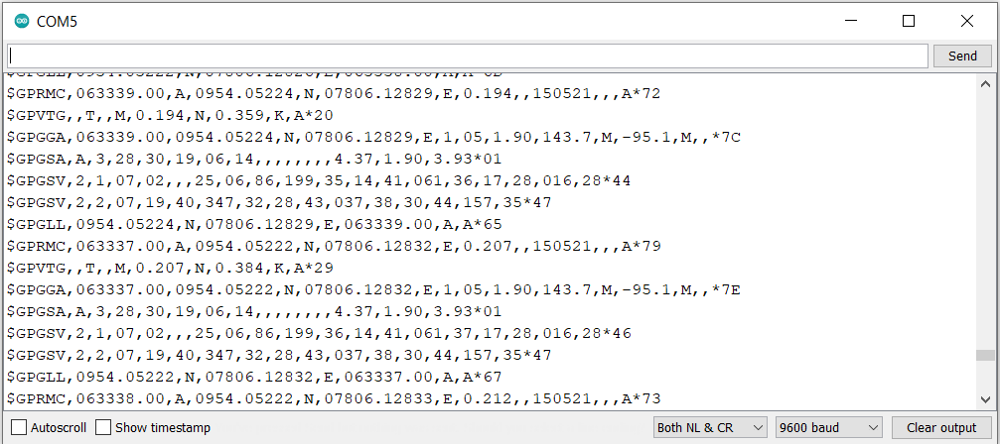 COM5
Send
$GPRMC,063339.00,A,0954.05224,N,07806.12829,E,0.194,,150521,,,A*72
$GPVTG,,T,,M,0.194,N,0.359,K,A*20
$GPGGA,063339.00,0954.05224,N,07806.12829,E,1,05,1.90,143.7,M,-95.1,M,,*7C
$GPGSA,A,3,28,30,19,06,14,,,,,,,,4.37,1.90,3.93*01
$GPGSV,2,1,07,02,,,25,06,86,199,35,14,41,061,36,17,28,016,28*44
$GPGSV,2,2,07,19,40,347,32,28,43,037,38,30,44,157,35*47
$GPGLL,0954.05224,N,07806.12829,E,063339.00,A,A*65
$GPRMC,063337.00,A,0954.05222,N,07806.12832,E,0.207,,150521,,,A*79
$GPVTG,,T,,M,0.207,N,0.384,K,A*29
$GPGGA,063337.00,0954.05222,N,07806.12832,E,1,05,1.90,143.7,M,-95.1,M,,*7E
$GPGSA,A,3,28,30,19,06,14,,,,,,,,4.37,1.90,3.93*01
$GPGSV,2,1,07,02,,,25,06,86,199,36,14,41,061,37,17,28,016,28*46
$GPGSV,2,2,07,19,40,347,32,28,43,037,38,30,44,157,35*47
$GPGLL,0954.05222,N,07806.12832,E,063337.00,A,A*67
$GPRMC,063338.00,A,0954.05222,N,07806.12833,E,0.212,,150521,,,A*73
Autoscroll Show timestamp Both NL & CR 9600 baud Clear output